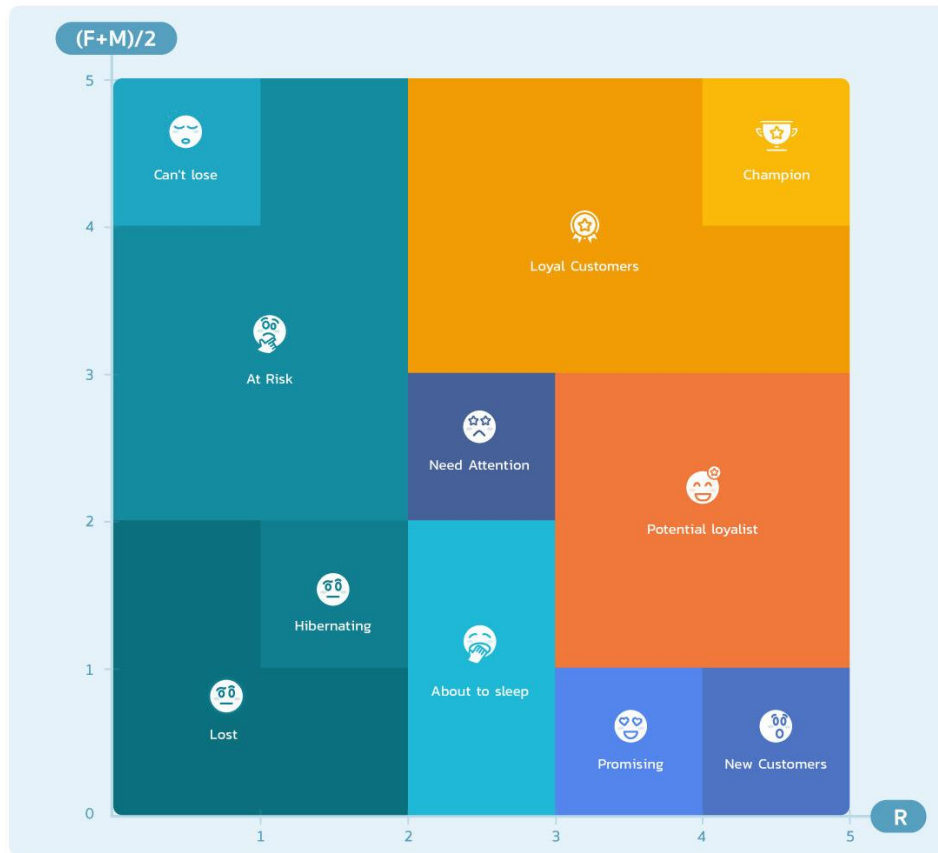 (F+M)/2
5
Can't lose
Champion
4
Loyal Customers
3
At Risk
Need Attention
Potential loyalist
2
Hibernating
1
About to sleep
Lost
Promising
New Customers
0
R
1
2
3
4
5